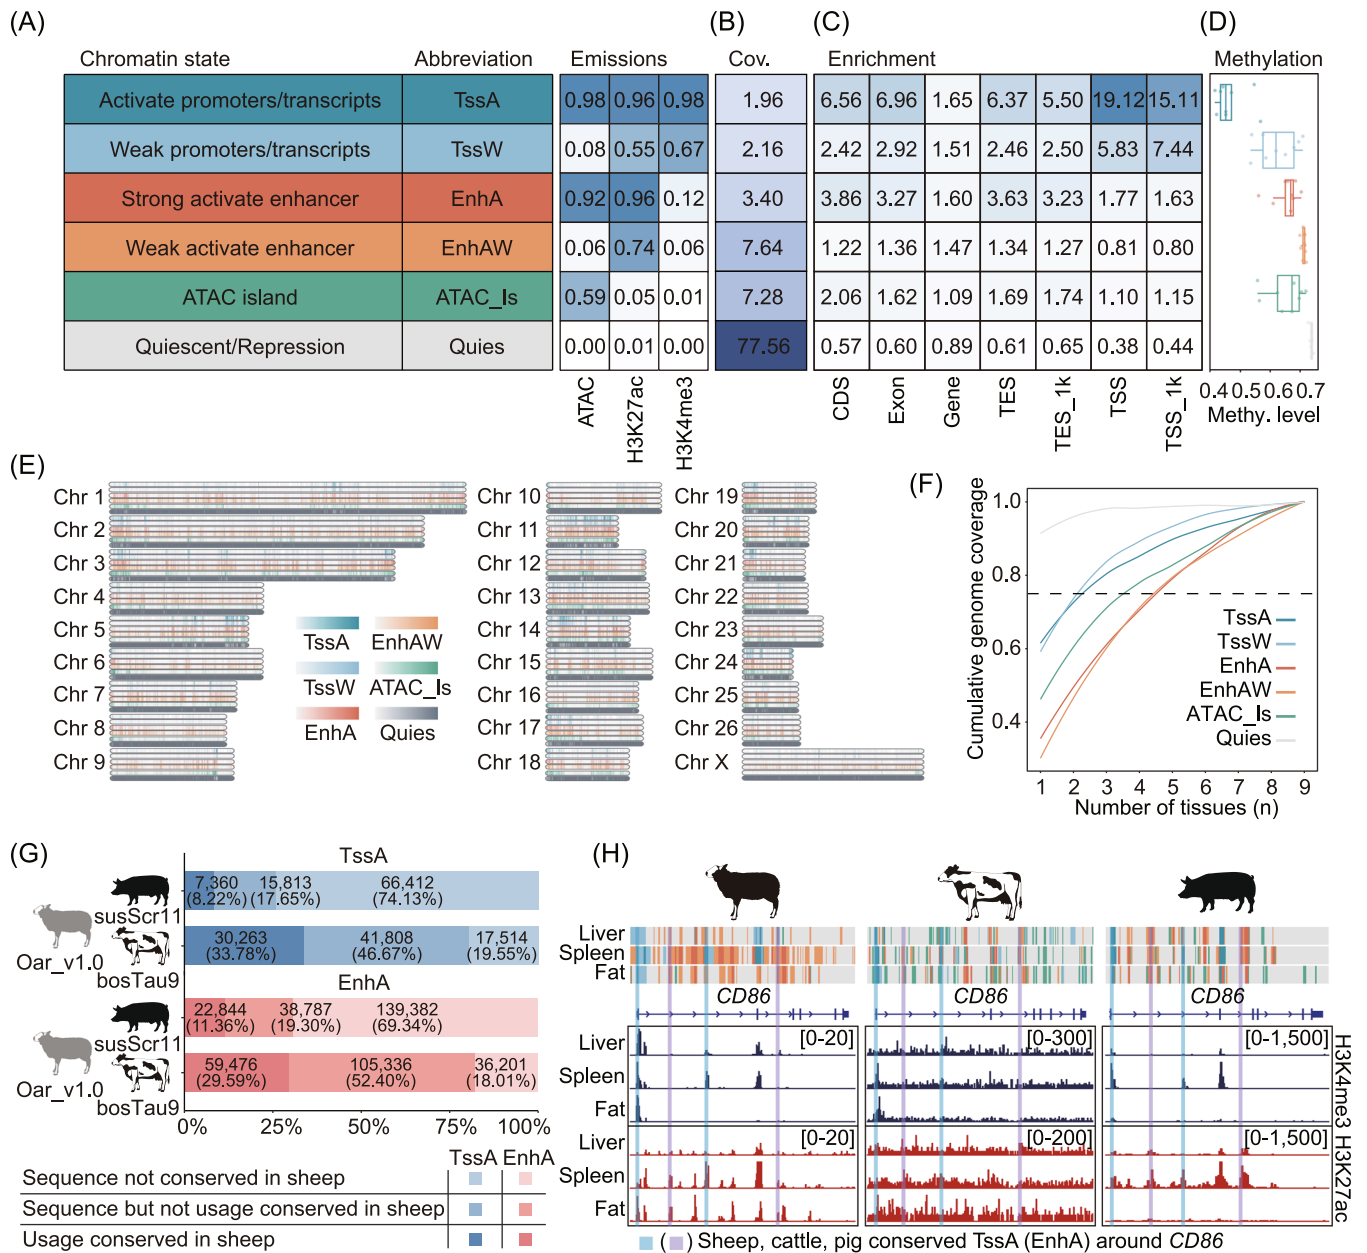 (A)
(B)
(C)
(D)
Chromatin state Abbreviation Emissions Cov. Enrichment Methylation
Activate promoters/transcripts TssA 0.98 0.96 0.98 1.96 6.56 6.96 1.65 6.37 5.50 19.12 15.11
Weak promoters/transcripts TssW 0.08 0.55 0.67 2.16 2.42 2.92 1.51 2.46 2.50 5.83 7.44
Strong activate enhancer EnhA 0.92 0.96 0.12 3.40 3.86 3.27 1.60 3.63 3.23 1.77 1.63
Weak activate enhancer EnhAW 0.06 0.74 0.06 7.64 1.22 1.36 1.47 1.34 1.27 0.81 0.80
ATAC island ATAC_Is 0.59 0.05 0.01 7.28 2.06 1.62 1.09 1.69 1.74 1.10 1.15
Quiescent/Repression Quies 0.00 0.01 0.00 77.56 0.57 0.60 0.89 0.61 0.65 0.38 0.44
ATAC
H3K27ac
H3K4me3
CDS
Exon
Gene
TES
TES_1k
TSS
TSS_1k
0.4 0.5 0.6 0.7
Methy. level
(E)
Chr 1
Chr 2
Chr 3
Chr 4
Chr 5
Chr 6
Chr 7
Chr 8
Chr 9
TssA EnhAW
TssW ATAC_Is
EnhA Quies
Chr 10
Chr 11
Chr 12
Chr 13
Chr 14
Chr 15
Chr 16
Chr 17
Chr 18
Chr 19
Chr 20
Chr 21
Chr 22
Chr 23
Chr 24
Chr 25
Chr 26
Chr X
(F)
Cumulative genome coverage
1.0
0.8
0.6
0.4
TssA
TssW
EnhA
EnhAW
ATAC_Is
Quies
1 2 3 4 5 6 7 8 9
Number of tissues (n)
(G)
TssA
7,360 15,813 66,412
(8.22%) (17.65%) (74.13%)
susScr11
30,263 41,808 17,514
(33.78%) (46.67%) (19.55%)
Oar_v1.0
bosTau9
EnhA
22,844 38,787 139,382
(11.36%) (19.30%) (69.34%)
susScr11
59,476 105,336 36,201
(29.59%) (52.40%) (18.01%)
Oar_v1.0
bosTau9
0% 25% 50% 75% 100%
TssA EnhA
Sequence not conserved in sheep
Sequence but not usage conserved in sheep
Usage conserved in sheep
(H)
Liver
Spleen
Fat
CD86 CD86 CD86
Liver [0-20] [0-300] [0-1,500]
Spleen
Fat
H3K4me3
Liver [0-20] [0-200] [0-1,500]
Spleen
Fat
H3K27ac
( ) Sheep, cattle, pig conserved TssA (EnhA) around CD86